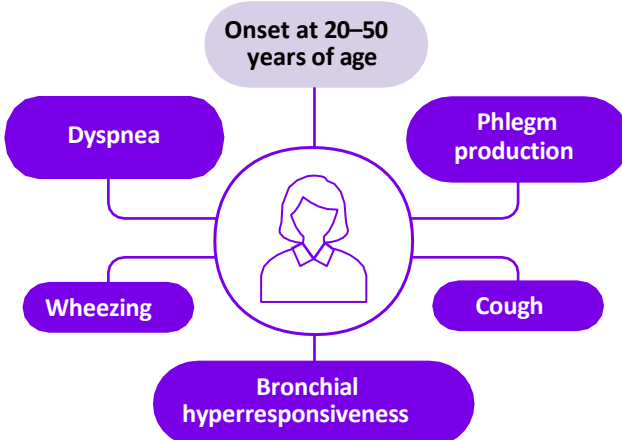 Onset at 20–50
years of age
Dyspnea
Phlegm
production
Wheezing
Cough
Bronchial
hyperresponsiveness